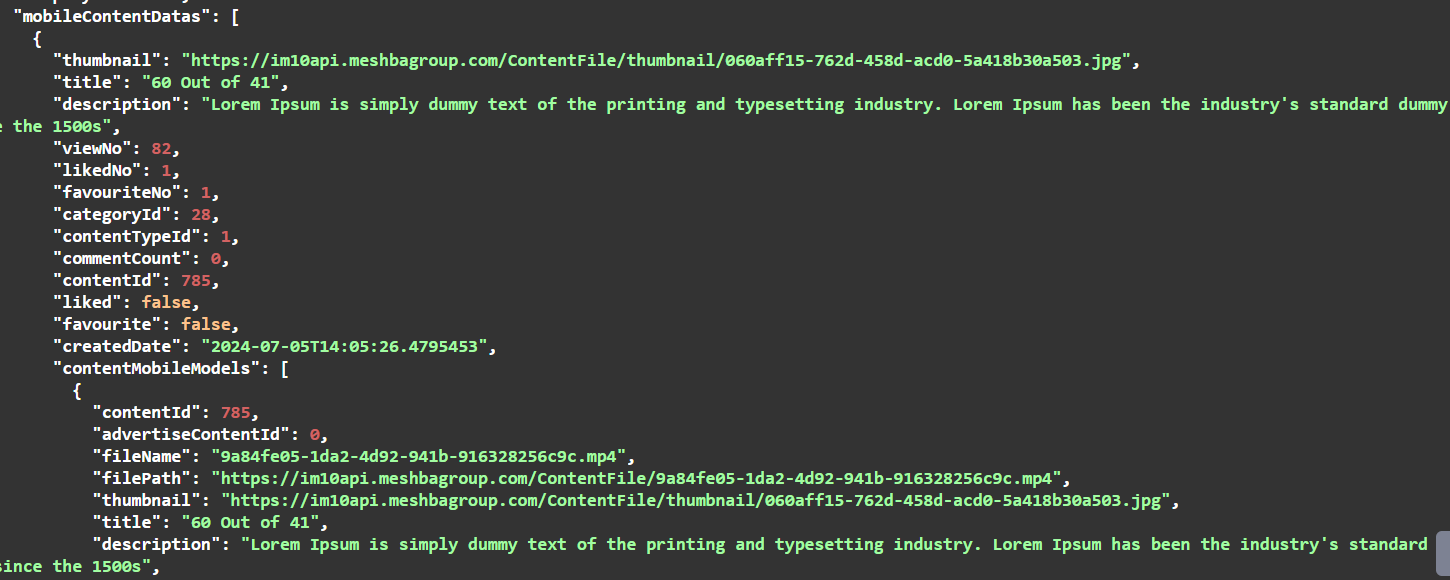 "mobileContentDatas": [
{
"thumbnail": "https://im10api.meshbagroup.com/ContentFile/thumbnail/060aff15-762d-458d-acd0-5a418b30a503.jpg",
"title": "60 Out of 41",
"description": "Lorem Ipsum is simply dummy text of the printing and typesetting industry. Lorem Ipsum has been the industry's standard dummy
the 1500s",
"viewNo": 82,
"likedNo": 1,
"favouriteNo": 1,
"categoryId": 28,
"contentTypeId": 1,
"commentCount": 0,
"contentId": 785,
"liked": false,
"favourite": false,
"createdDate": "2024-07-05T14:05:26.4795453",
"contentMobileModels": [
{
"contentId": 785,
"advertiseContentId": 0,
"fileName": "9a84fe05-1da2-4d92-941b-916328256c9c.mp4",
"filePath": "https://im10api.meshbagroup.com/ContentFile/9a84fe05-1da2-4d92-941b-916328256c9c.mp4",
"thumbnail": "https://im10api.meshbagroup.com/ContentFile/thumbnail/060aff15-762d-458d-acd0-5a418b30a503.jpg",
"title": "60 Out of 41",
"description": "Lorem Ipsum is simply dummy text of the printing and typesetting industry. Lorem Ipsum has been the industry's standard
since the 1500s",